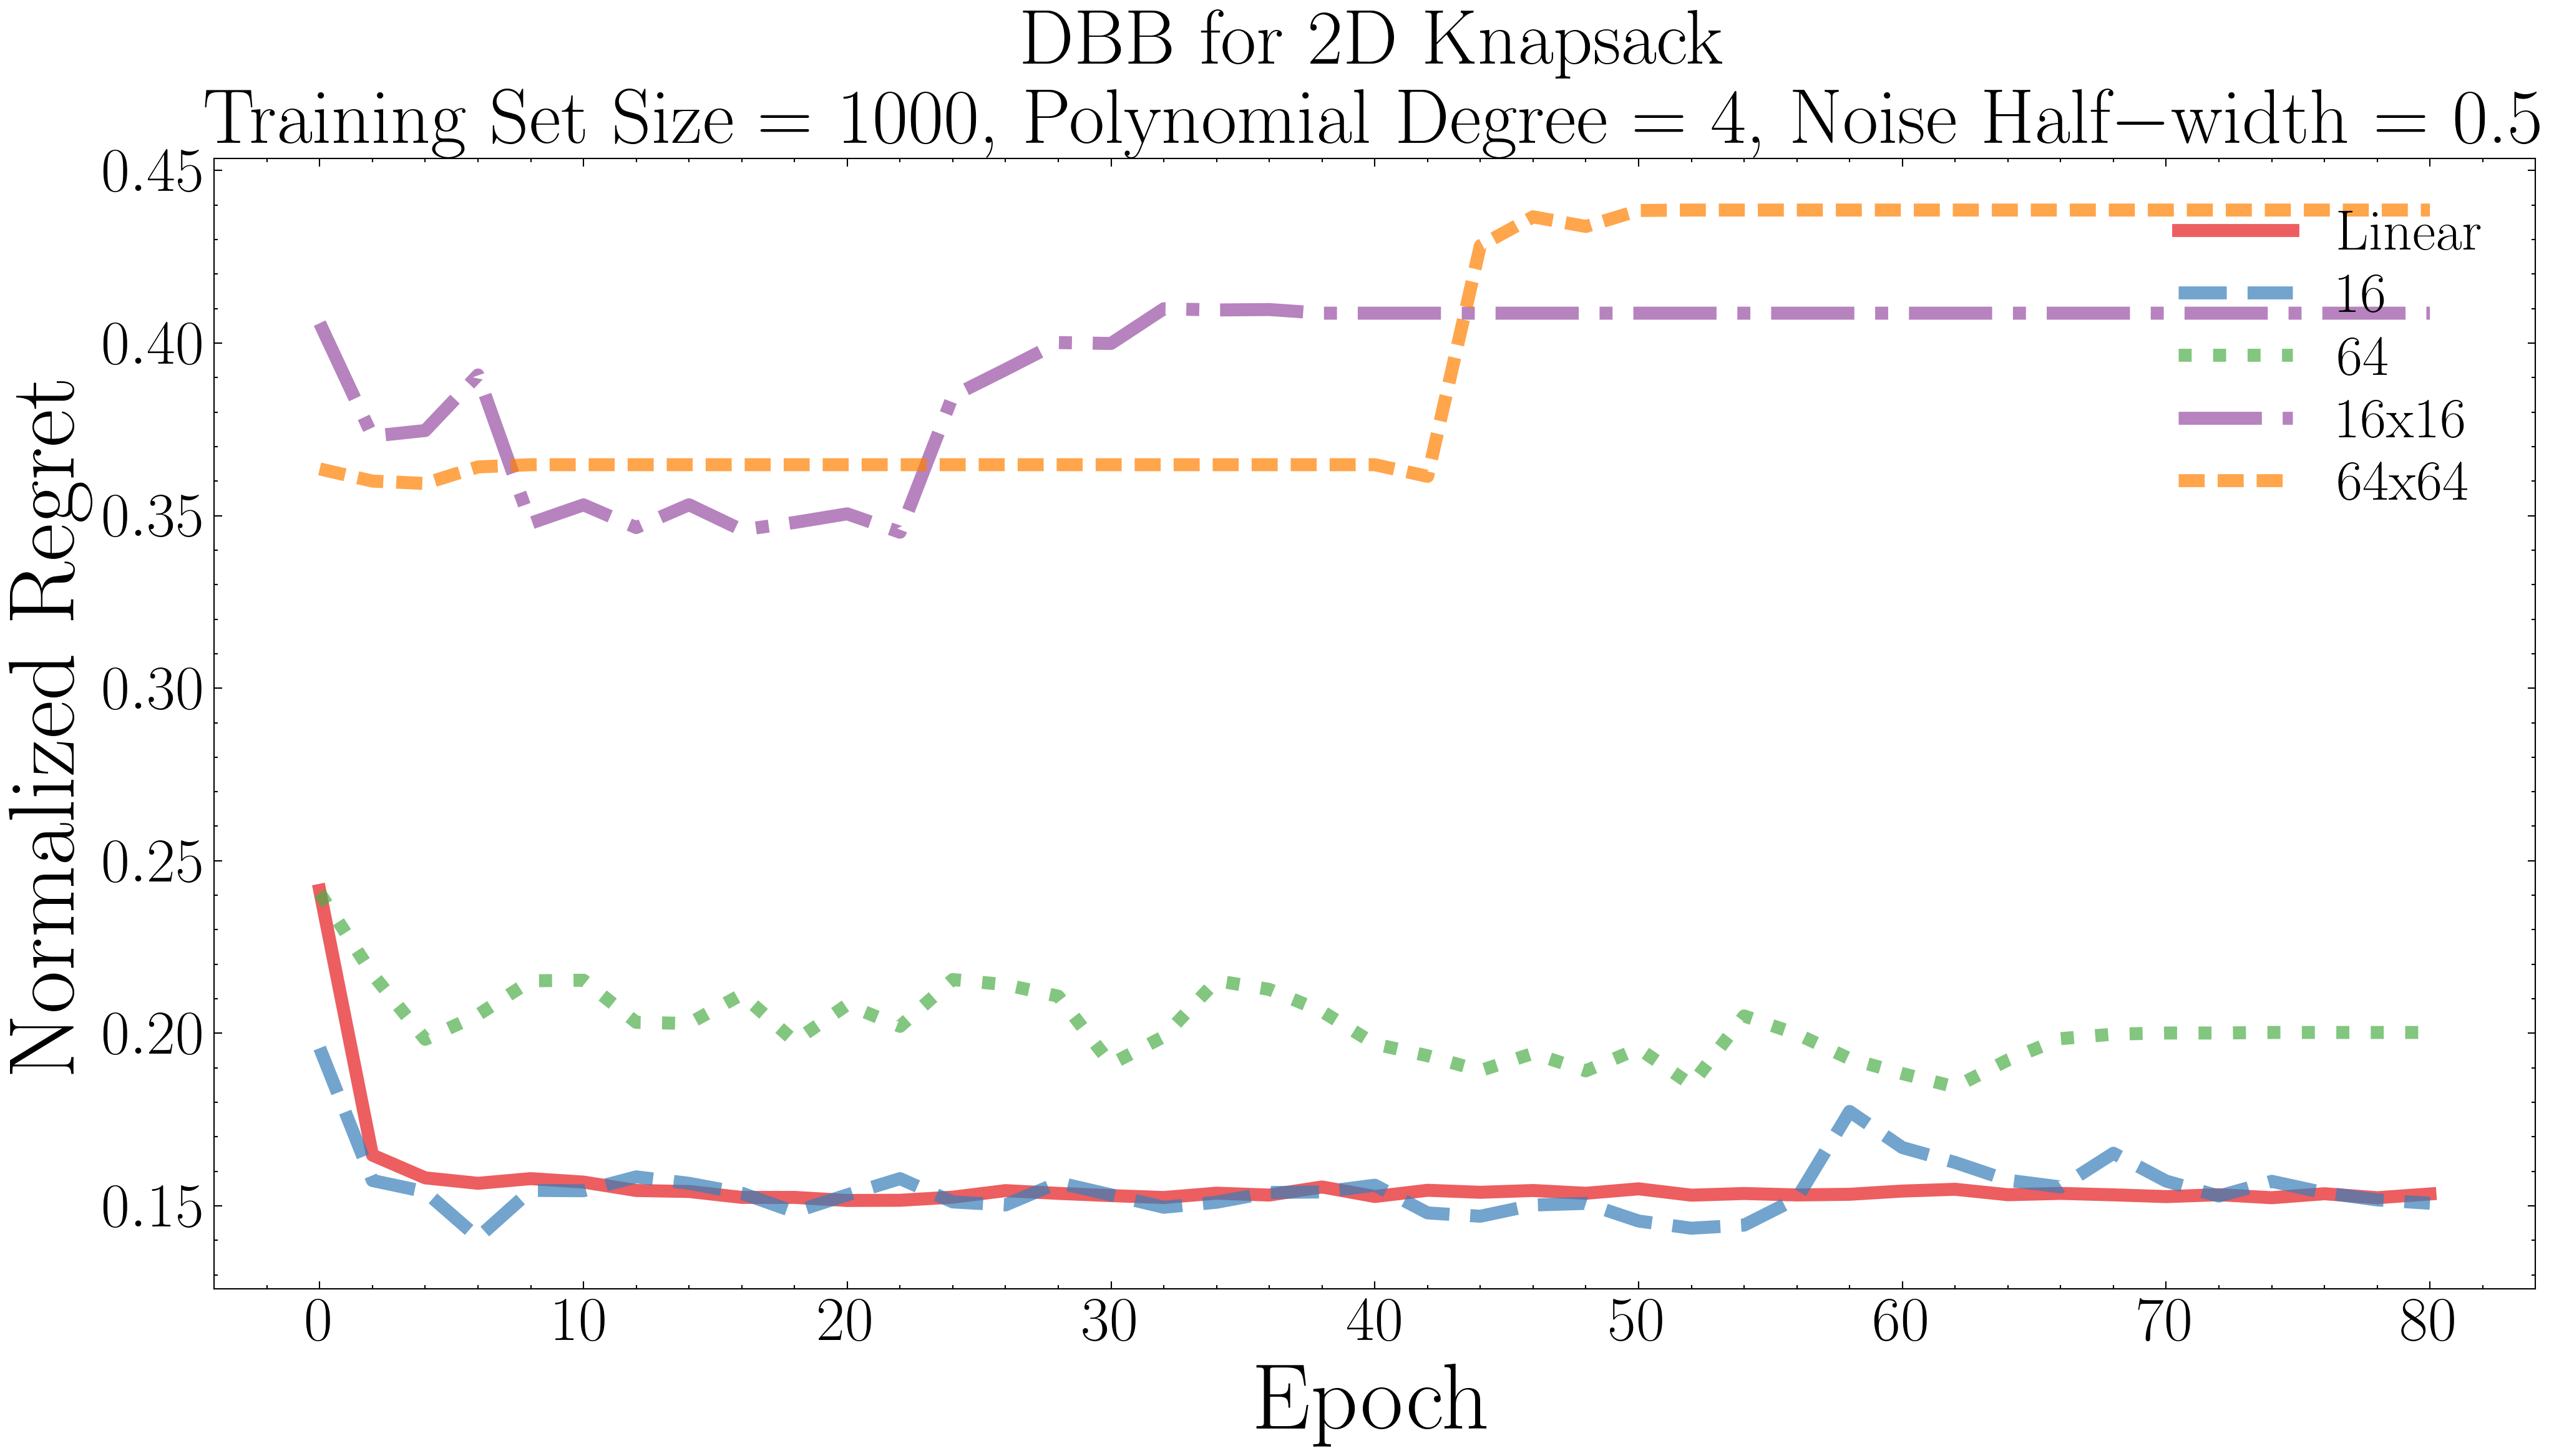 DBB for 2D Knapsack
Training Set Size = 1000, Polynomial Degree = 4, Noise Half−width = 0.5
Normalized Regret
0.45
0.40
0.35
0.30
0.25
0.20
0.15
Linear
16
64
16x16
64x64
0 10 20 30 40 50 60 70 80
Epoch